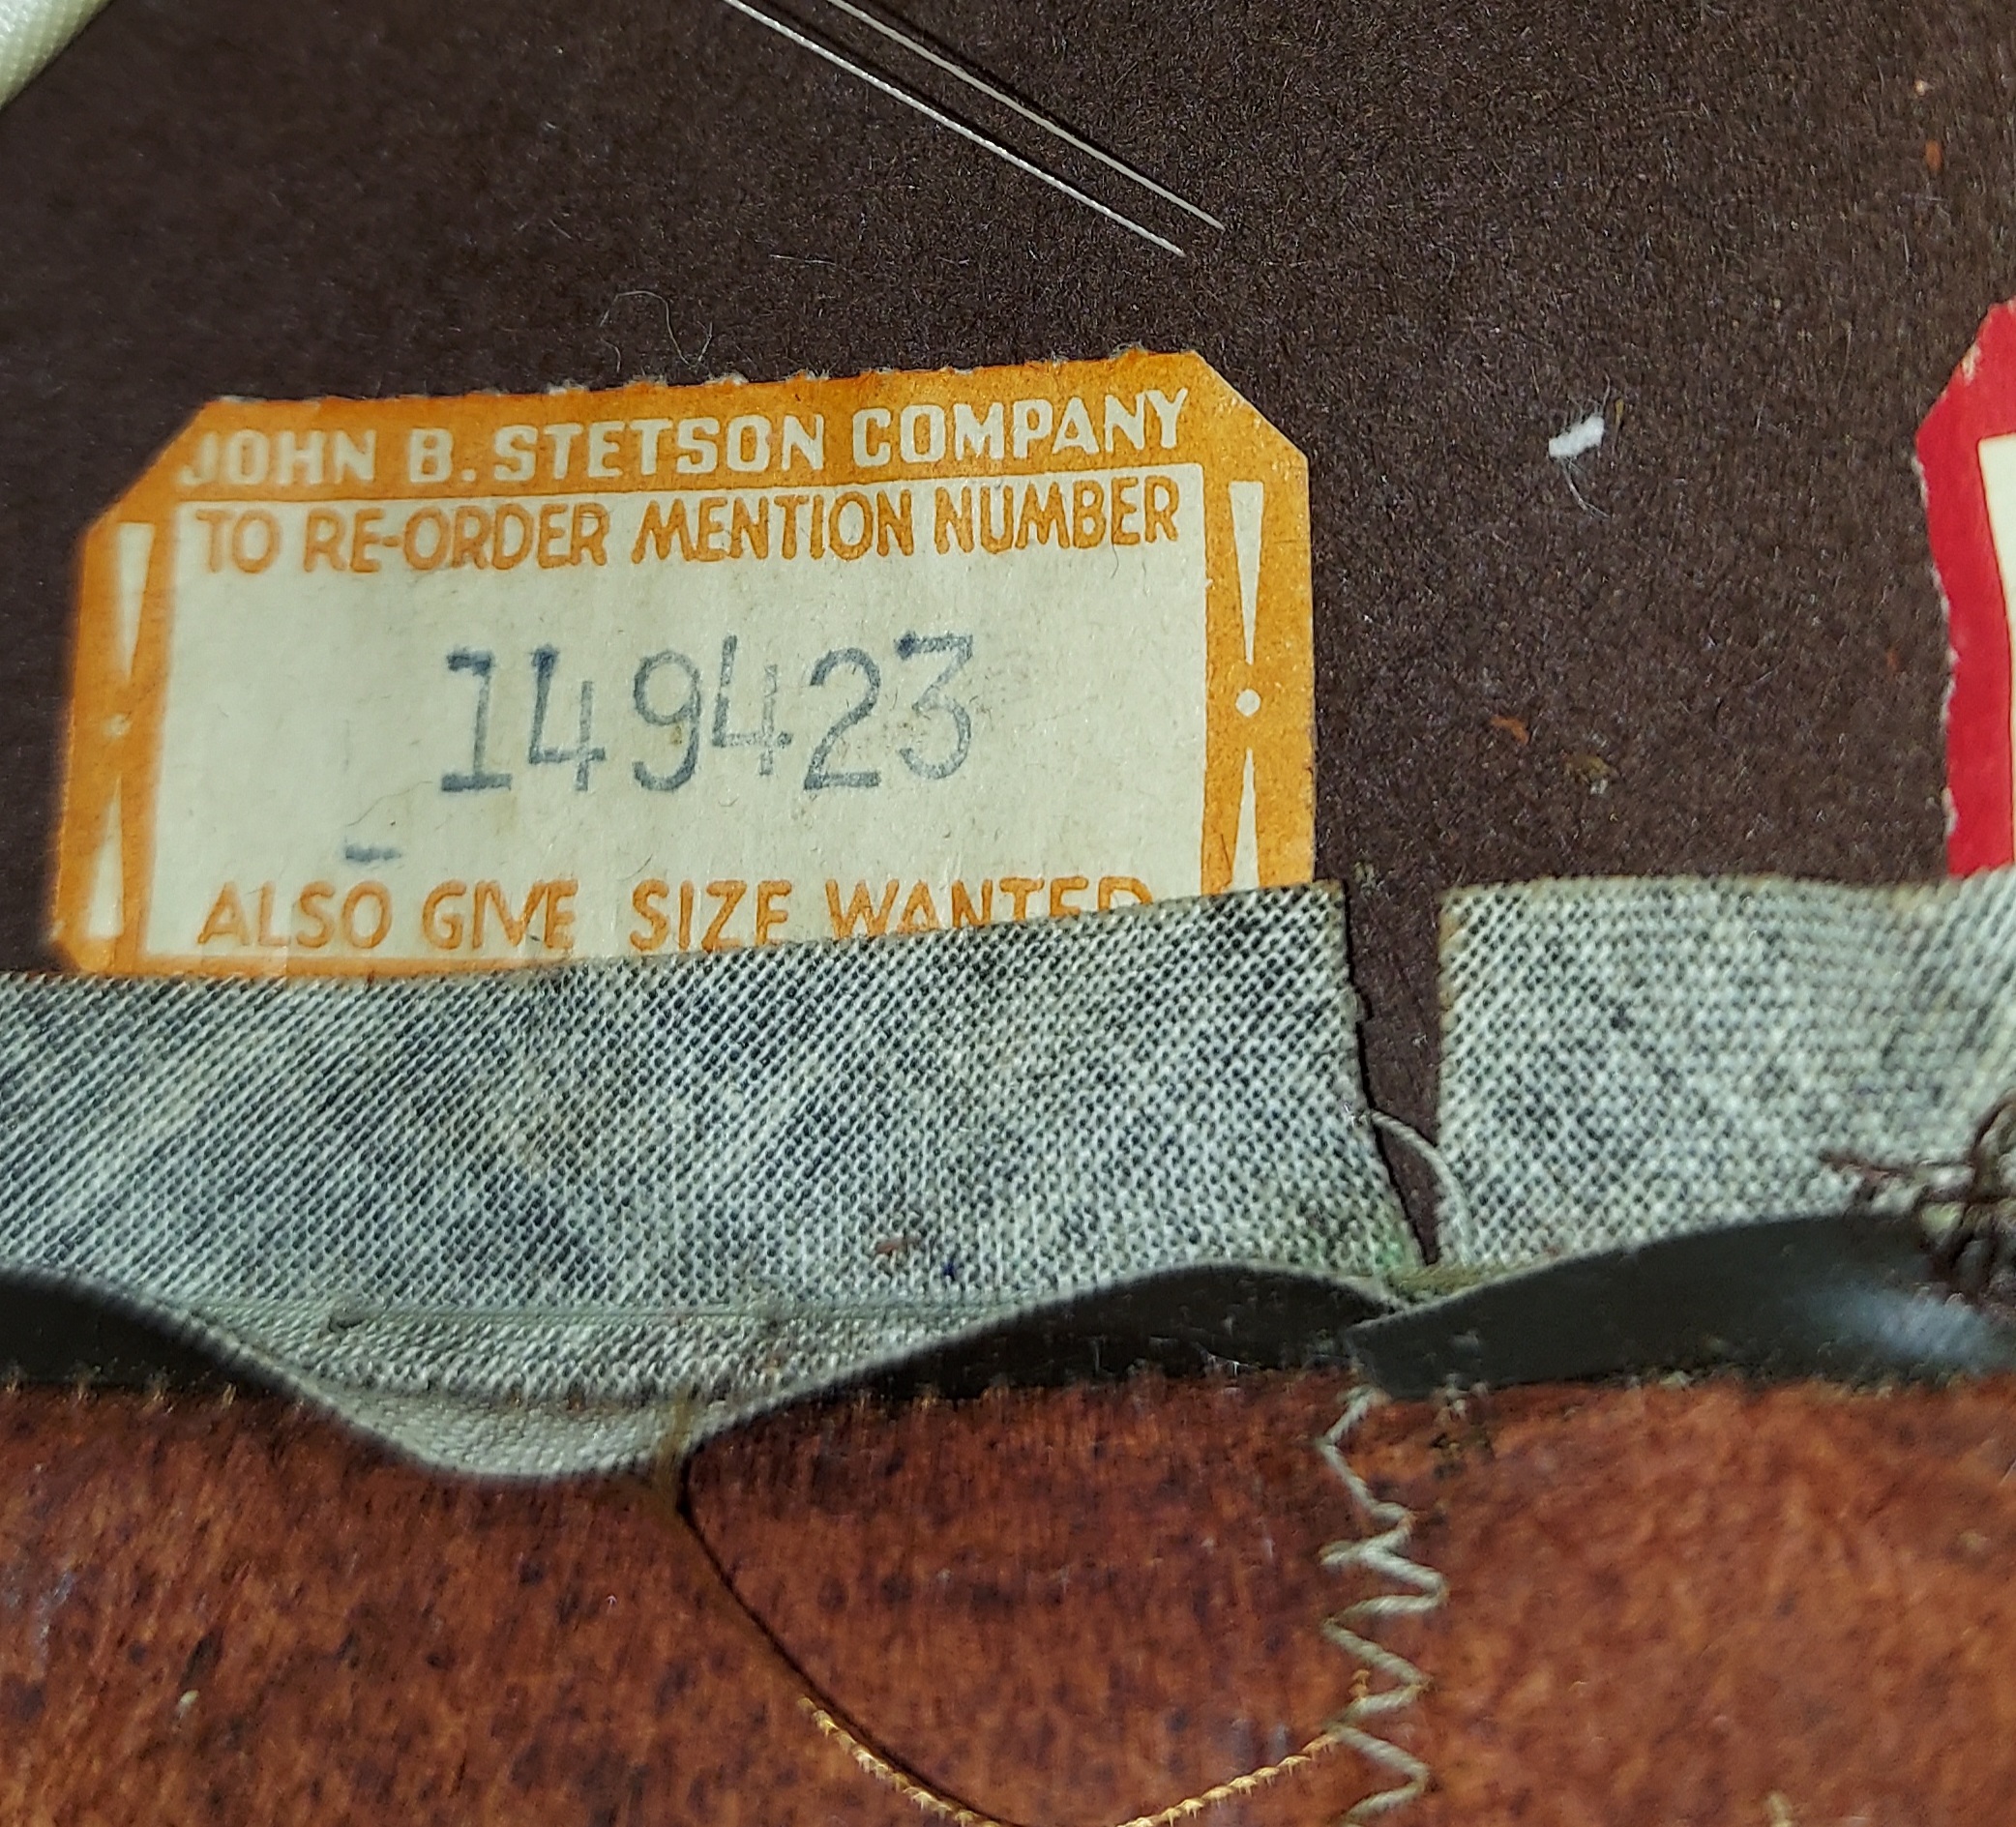 JOHN B. STETSON COMPANY
TO RE-ORDER MENTION NUMBER
149423
ALSO GIVE SIZE WANTED